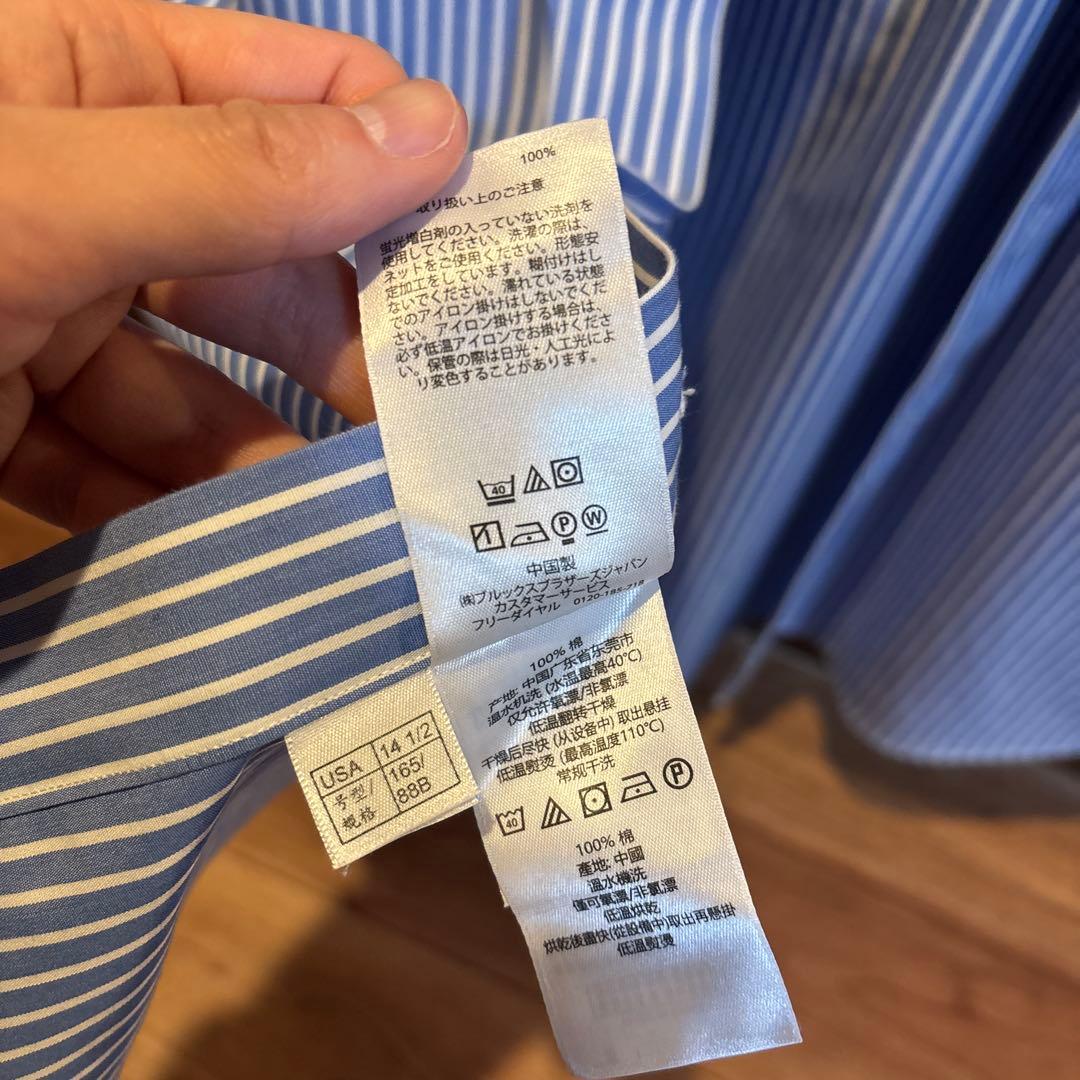 100%
取り扱い上のご注意
蛍光増白剤の入っていない洗剤を
使用してください。洗濯の際は、
ネットをご使用ください。形態安
定加工をしています。糊付けはし
ないでください。濡れている状態
でのアイロン掛けはしないでくだ
さい。アイロン掛けする場合は、
必ず低温アイロンでお掛けくださ
い。保管の際は日光，人工光によ
り変色することがあります。
40
P W
中国製
(株)ブルックスブラザーズジャパン
カスタマーサービス
フリーダイヤル 0120-185-718
100% 棉
产地: 中国广东省东莞市
温水机洗 (水温最高40℃)
仅允许氧漂/非氯漂
低温翻转干燥
干燥后尽快 (从设备中) 取出悬挂
低温熨烫 (最高温度110℃)
常规干洗
40 P
100% 棉
產地: 中國
溫水機洗
僅可氧漂/非氯漂
低溫烘乾
烘乾後盡快(從設備中)取出再懸掛
低溫熨燙
USA 14 1/2
号型/ 165/
规格 88B